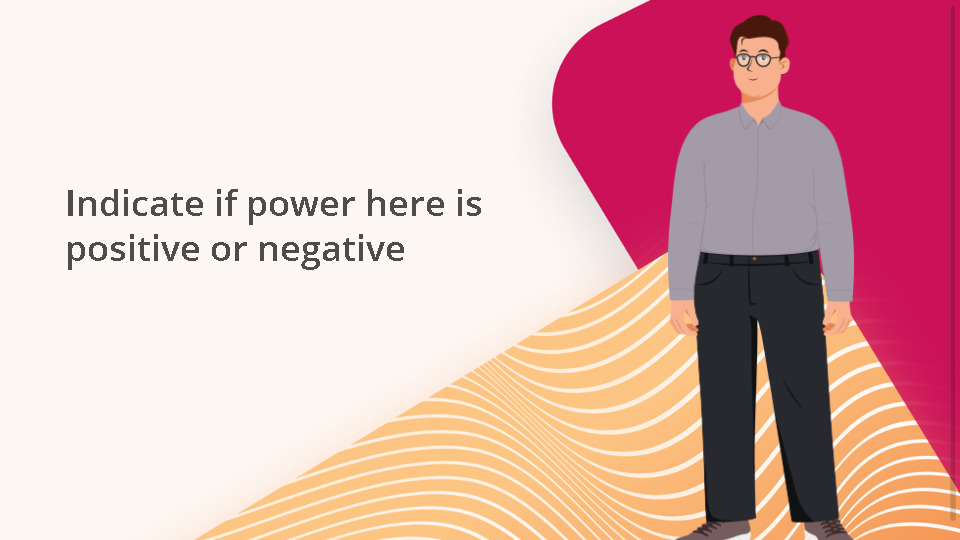 Indicate if power here is
positive or negative